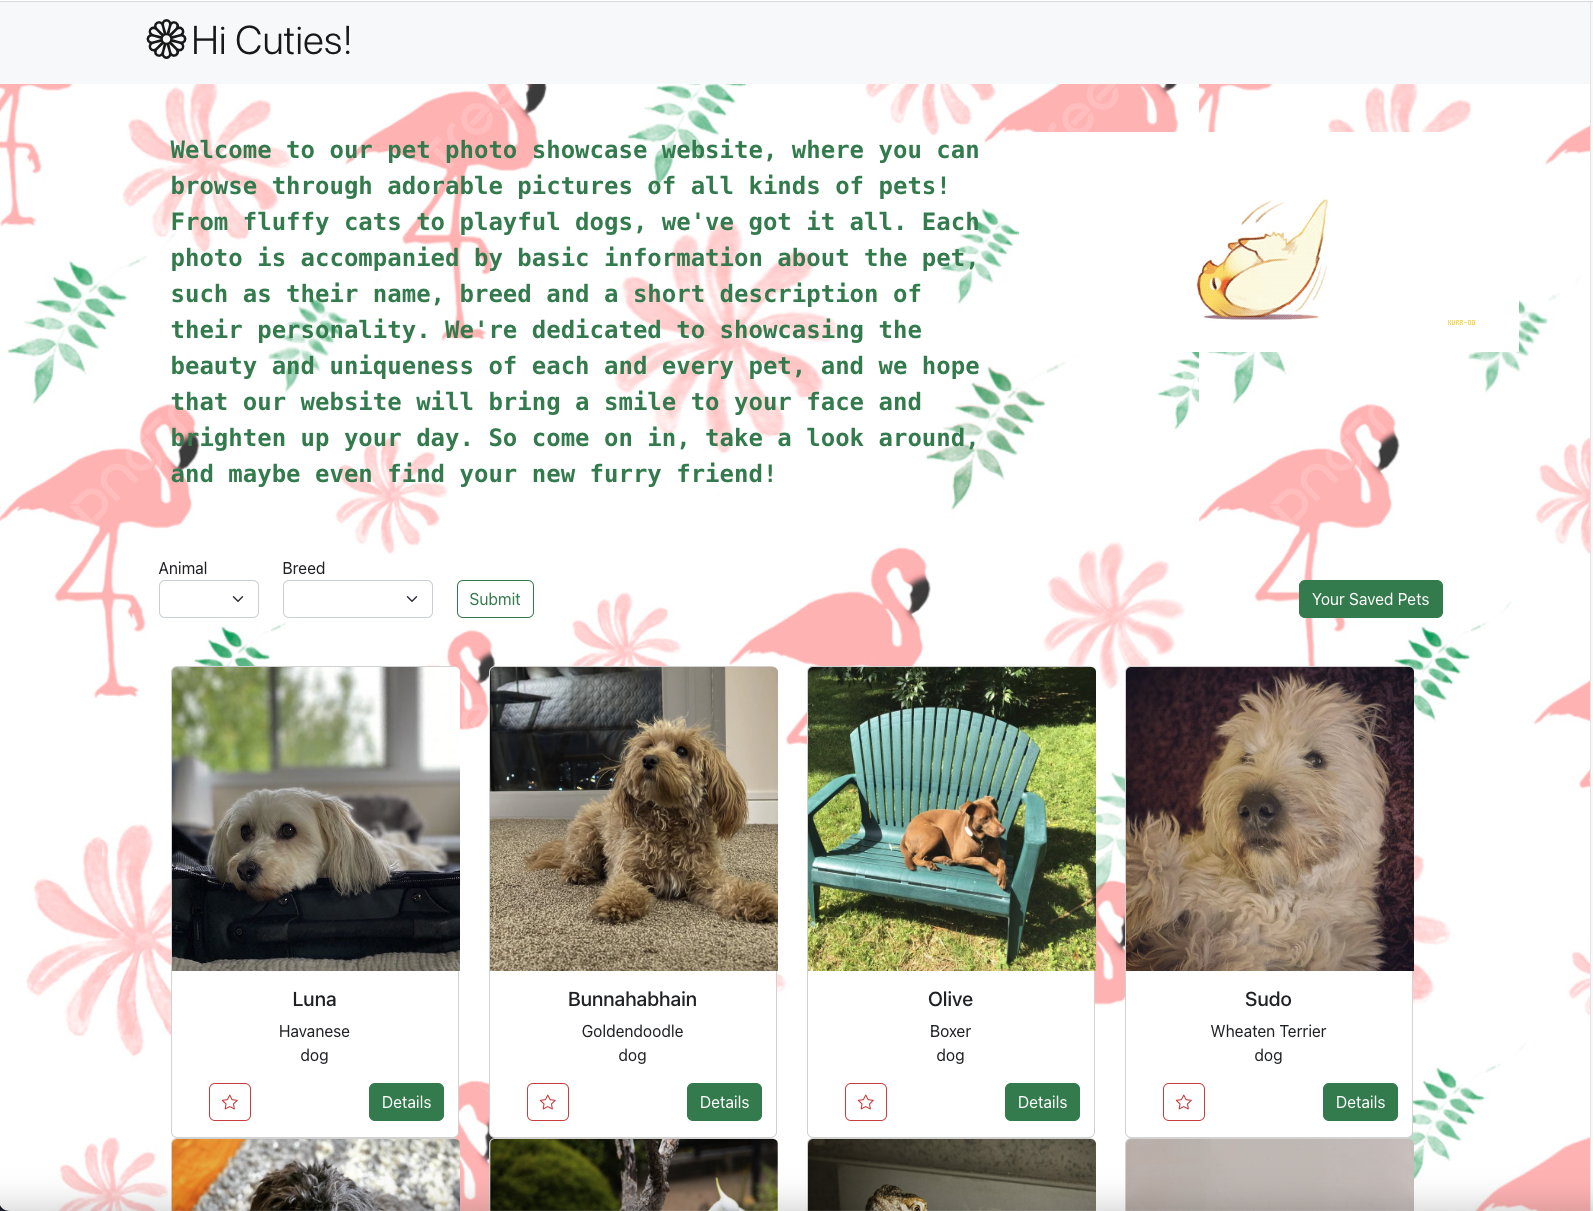 Hi Cuties!
Welcome to our pet photo showcase website, where you can
browse through adorable pictures of all kinds of pets!
From fluffy cats to playful dogs, we've got it all. Each
photo is accompanied by basic information about the pet,
such as their name, breed and a short description of
their personality. We're dedicated to showcasing the
beauty and uniqueness of each and every pet, and we hope
that our website will bring a smile to your face and
brighten up your day. So come on in, take a look around,
and maybe even find your new furry friend!
Animal
Breed
Submit
Your Saved Pets
Luna
Havanese
dog
Details
Bunnahabhain
Goldendoodle
dog
Details
Olive
Boxer
dog
Details
Sudo
Wheaten Terrier
dog
Details